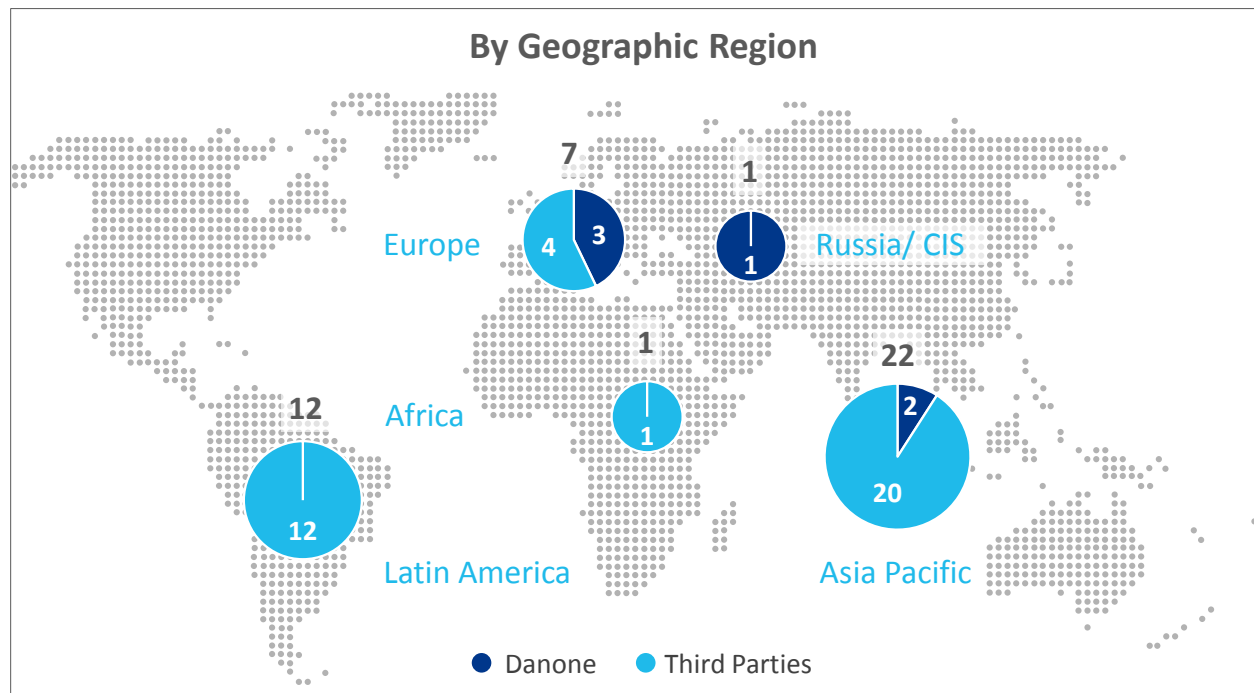 By Geographic Region
7
1
Europe
4
3
1
Russia/ CIS
1
22
12
Africa
1
2
20
12
Latin America
Asia Pacific
Danone
Third Parties